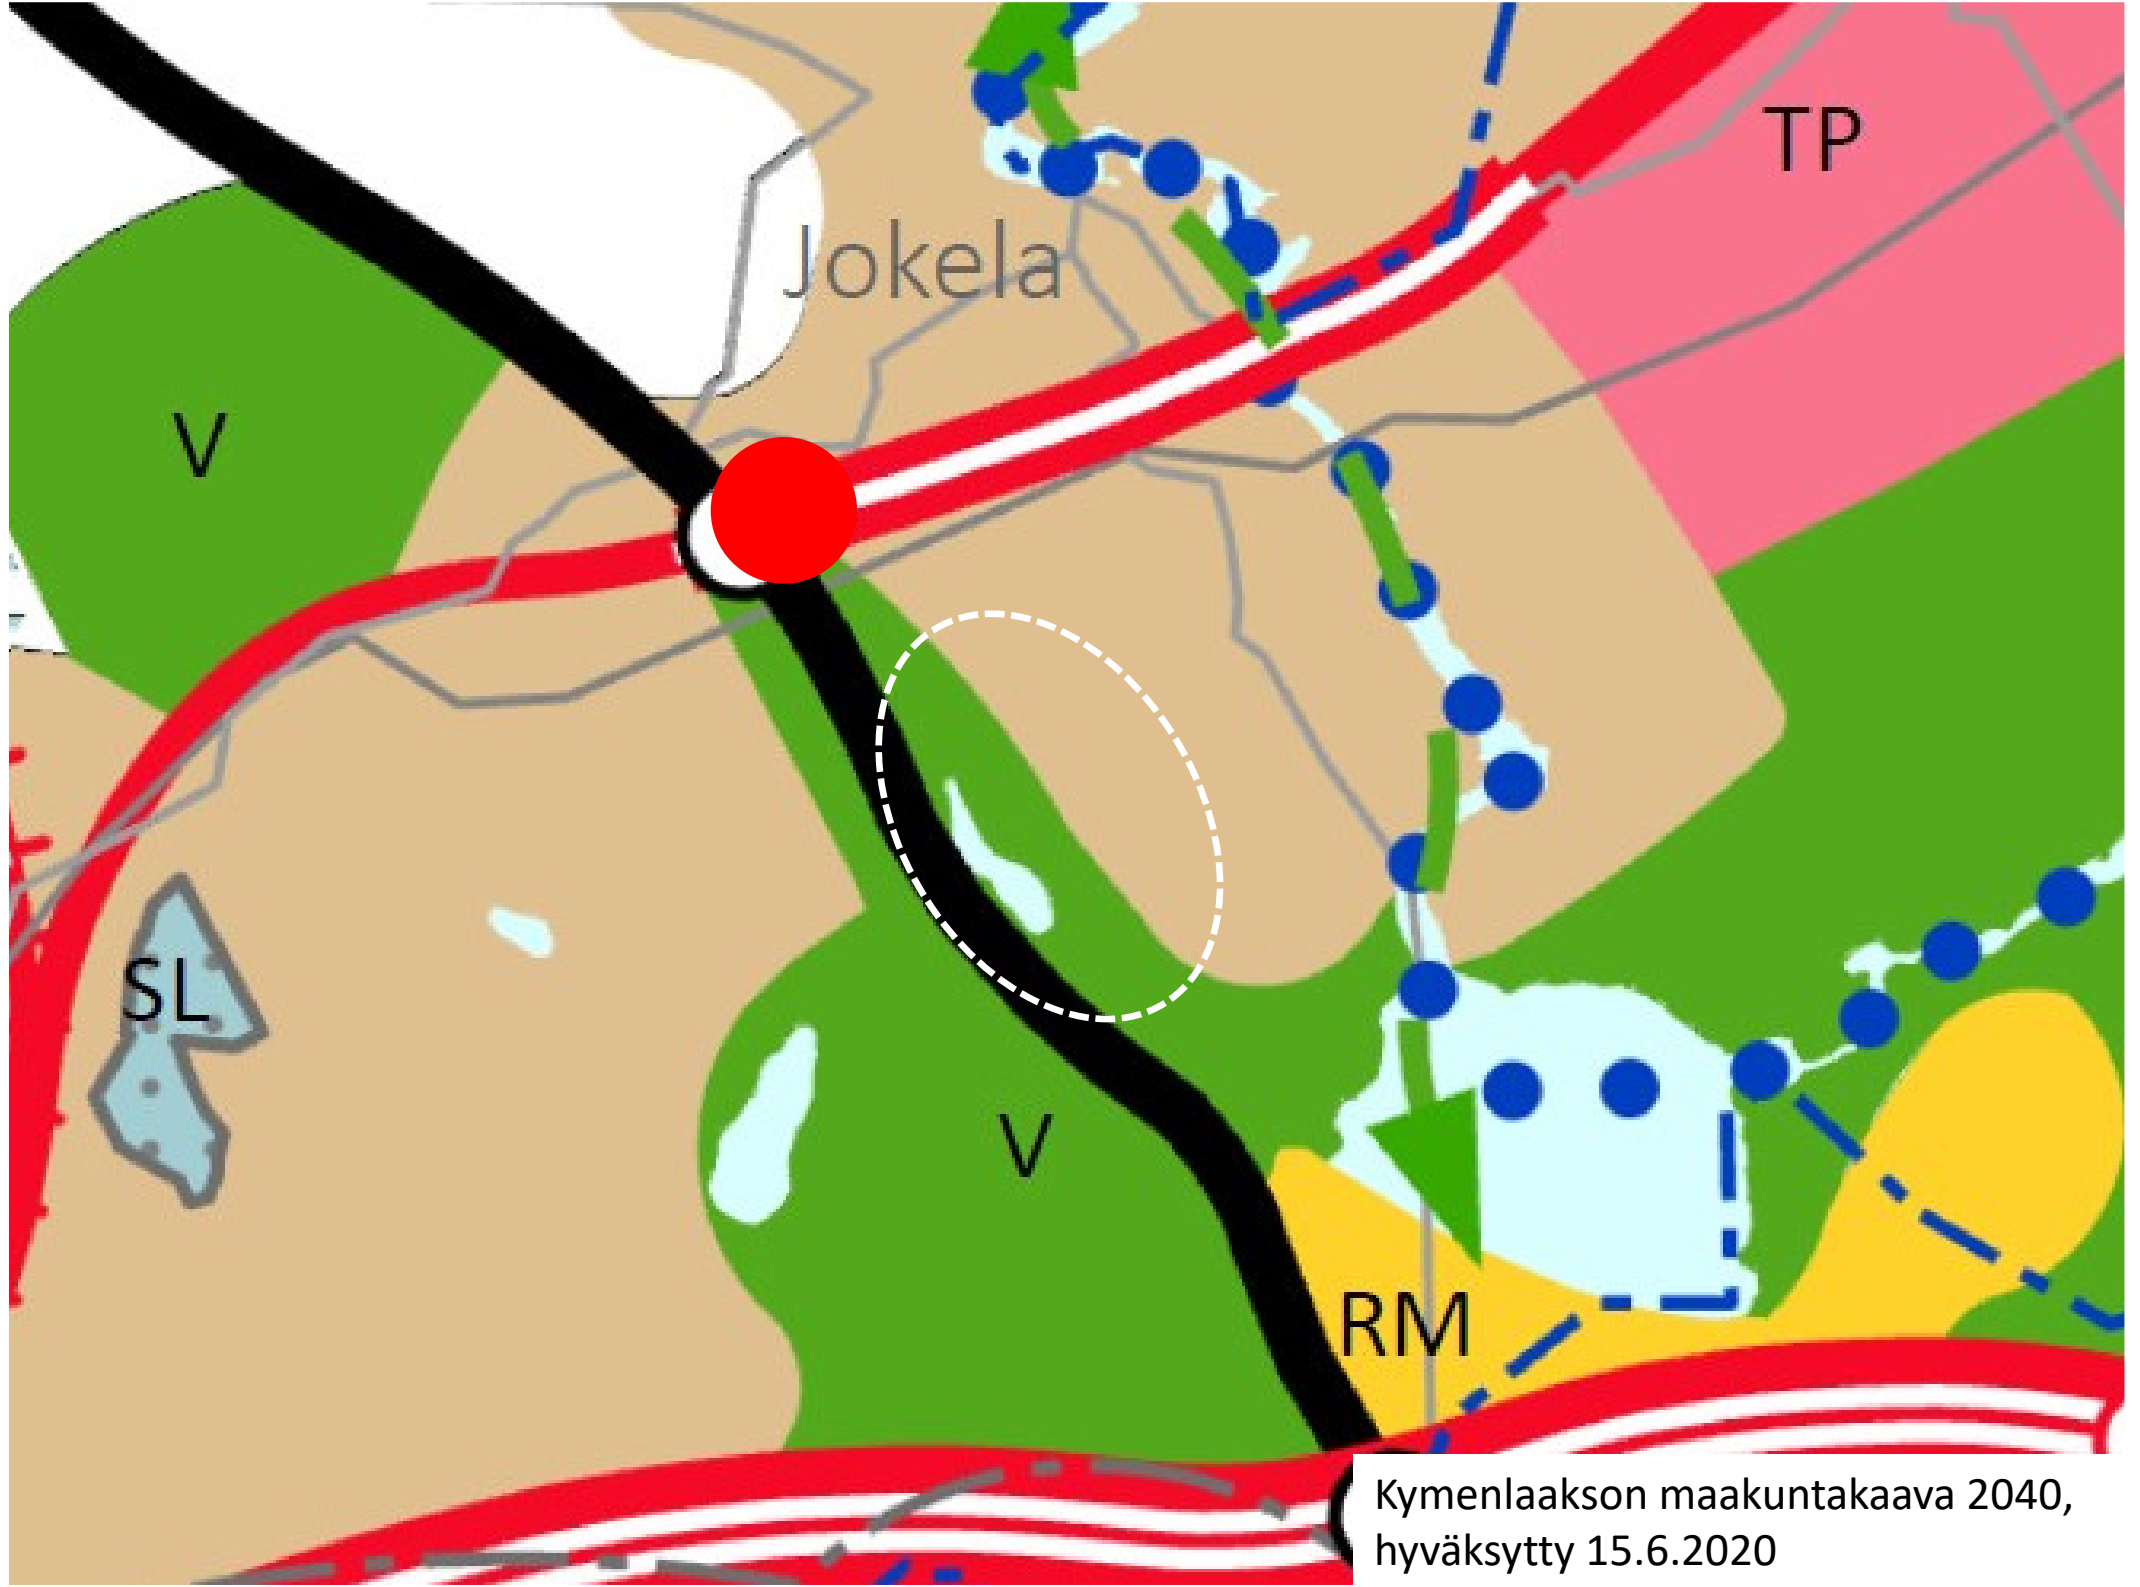 TP
Jokela
V
SL
V
RM
Kymenlaakson maakuntakaava 2040,
hyväksytty 15.6.2020